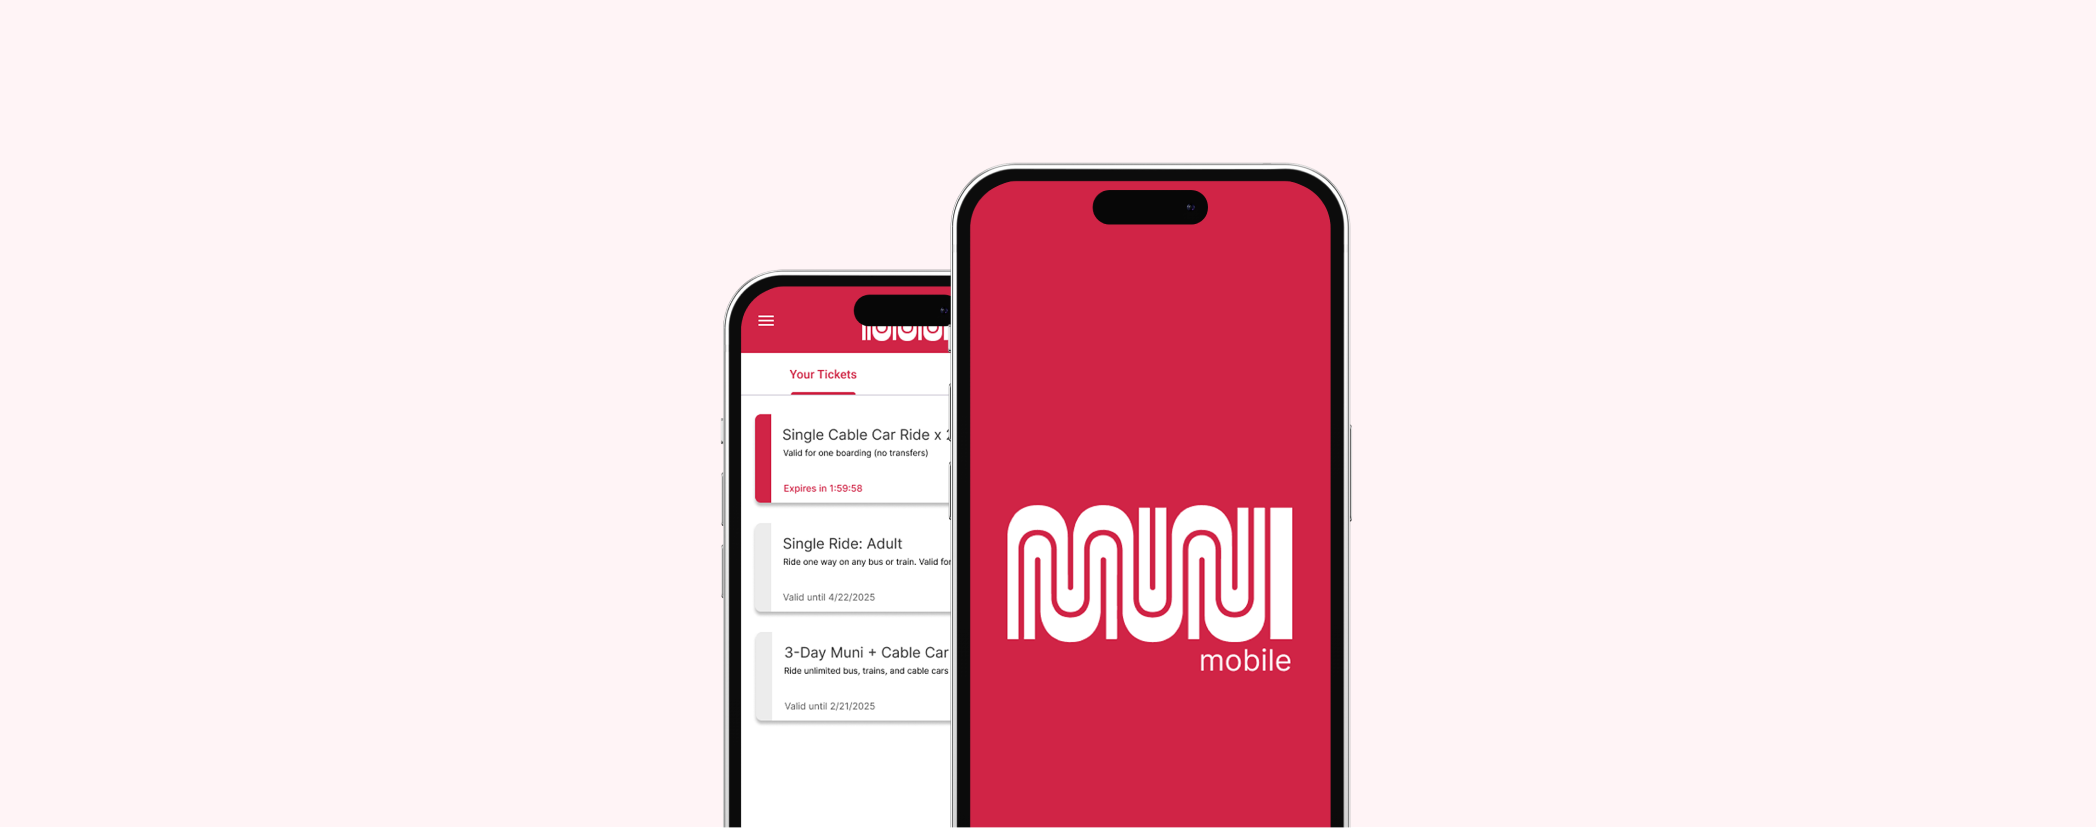 Your Tickets
Single Cable Car Ride x
Valid for one boarding (no transfers)
Expires in 1:59:58
Single Ride: Adult
Ride one way on any bus or train. Valid for
Valid until 4/22/2025
3-Day Muni + Cable Car
Ride unlimited bus, trains, and cable cars
Valid until 2/21/2025
muni
mobile